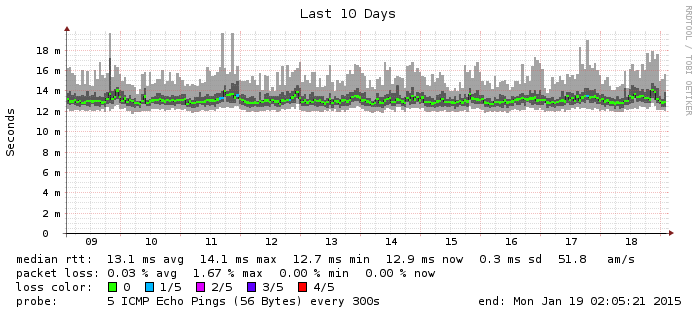 Last 10 Days
RRDTOOL / TOBI OETIKER
Seconds
18 m
16 m
14 m
12 m
10 m
8 m
6 m
4 m
2 m
0
09 10 11 12 13 14 15 16 17 18
median rtt: 13.1 ms avg 14.1 ms max 12.7 ms min 12.9 ms now 0.3 ms sd 51.8 am/s
packet loss: 0.03 % avg 1.67 % max 0.00 % min 0.00 % now
loss color: 0 1/5 2/5 3/5 4/5
probe: 5 ICMP Echo Pings (56 Bytes) every 300s end: Mon Jan 19 02:05:21 2015